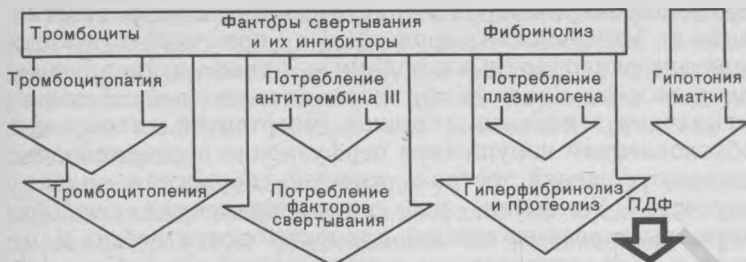 Тромбоциты
Факторы свертывания
и их ингибиторы
Фибринолиз
Тромбоцитопатия
Потребление
антитромбина III
Потребление
плазминогена
Гипотония
матки
Тромбоцитопения
Потребление
факторов
свертывания
Гиперфибринолиз
и протеолиз
ПДФ